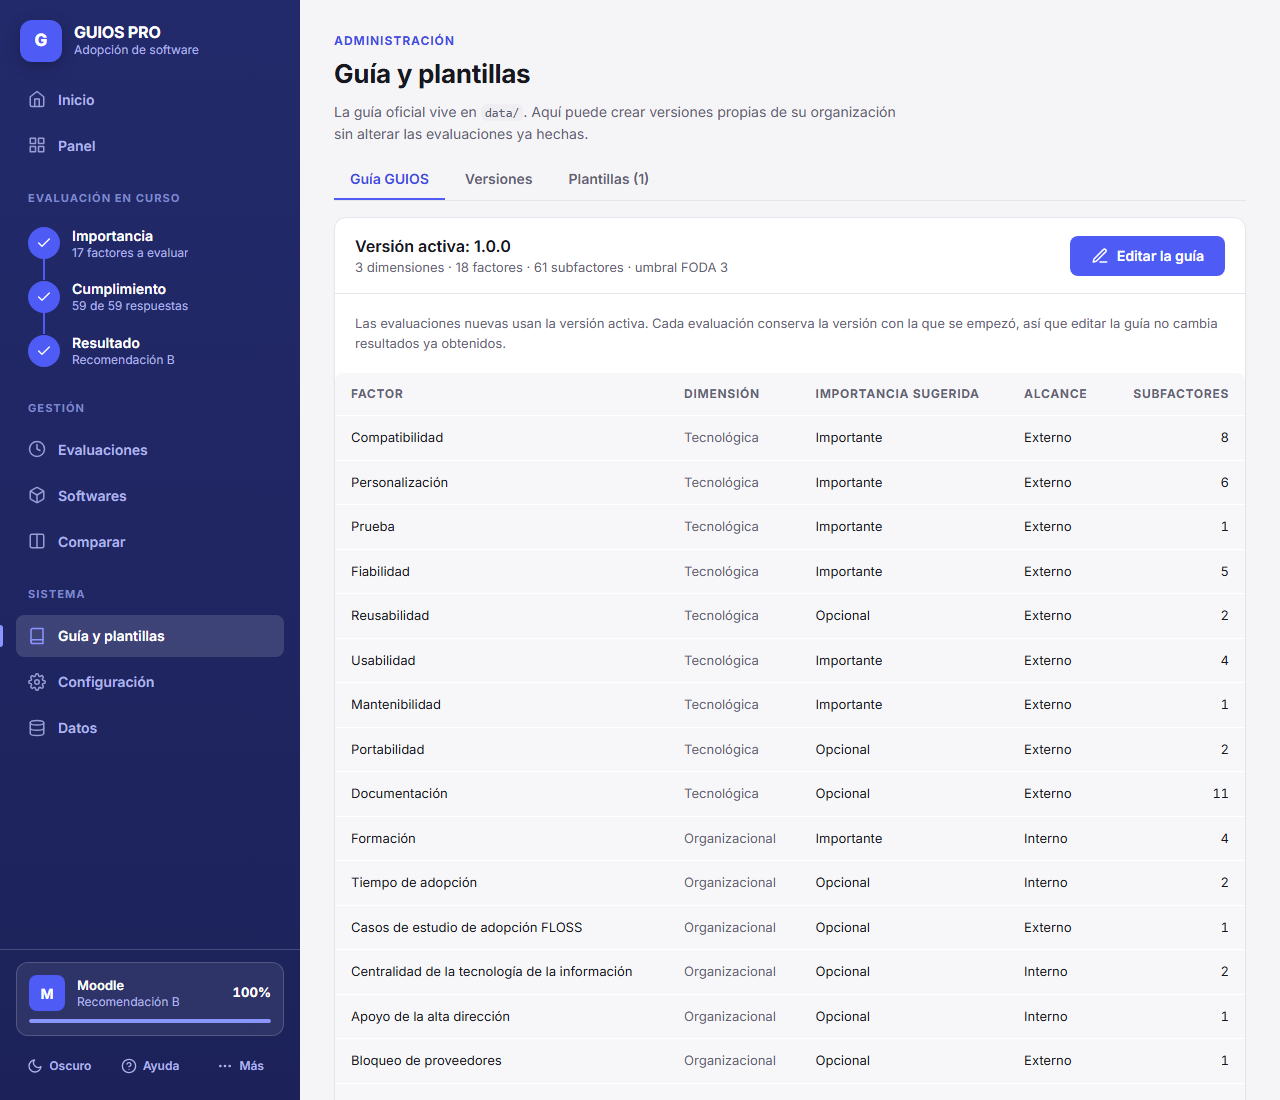 G
GUIOS PRO
Adopción de software
Inicio
Panel
EVALUACIÓN EN CURSO
Importancia
17 factores a evaluar
Cumplimiento
59 de 59 respuestas
Resultado
Recomendación B
GESTIÓN
Evaluaciones
Softwares
Comparar
SISTEMA
Guía y plantillas
Configuración
Datos
M
Moodle
Recomendación B
100%
Oscuro Ayuda Más
ADMINISTRACIÓN
Guía y plantillas
La guía oficial vive en data/. Aquí puede crear versiones propias de su organización
sin alterar las evaluaciones ya hechas.
Guía GUIOS Versiones Plantillas (1)
Versión activa: 1.0.0
3 dimensiones · 18 factores · 61 subfactores · umbral FODA 3
Editar la guía
Las evaluaciones nuevas usan la versión activa. Cada evaluación conserva la versión con la que se empezó, así que editar la guía no cambia
resultados ya obtenidos.
FACTOR DIMENSIÓN IMPORTANCIA SUGERIDA ALCANCE SUBFACTORES
Compatibilidad Tecnológica Importante Externo 8
Personalización Tecnológica Importante Externo 6
Prueba Tecnológica Importante Externo 1
Fiabilidad Tecnológica Importante Externo 5
Reusabilidad Tecnológica Opcional Externo 2
Usabilidad Tecnológica Importante Externo 4
Mantenibilidad Tecnológica Importante Externo 1
Portabilidad Tecnológica Opcional Externo 2
Documentación Tecnológica Opcional Externo 11
Formación Organizacional Importante Interno 4
Tiempo de adopción Organizacional Opcional Interno 2
Casos de estudio de adopción FLOSS Organizacional Opcional Externo 1
Centralidad de la tecnología de la información Organizacional Opcional Interno 2
Apoyo de la alta dirección Organizacional Opcional Interno 1
Bloqueo de proveedores Organizacional Opcional Externo 1